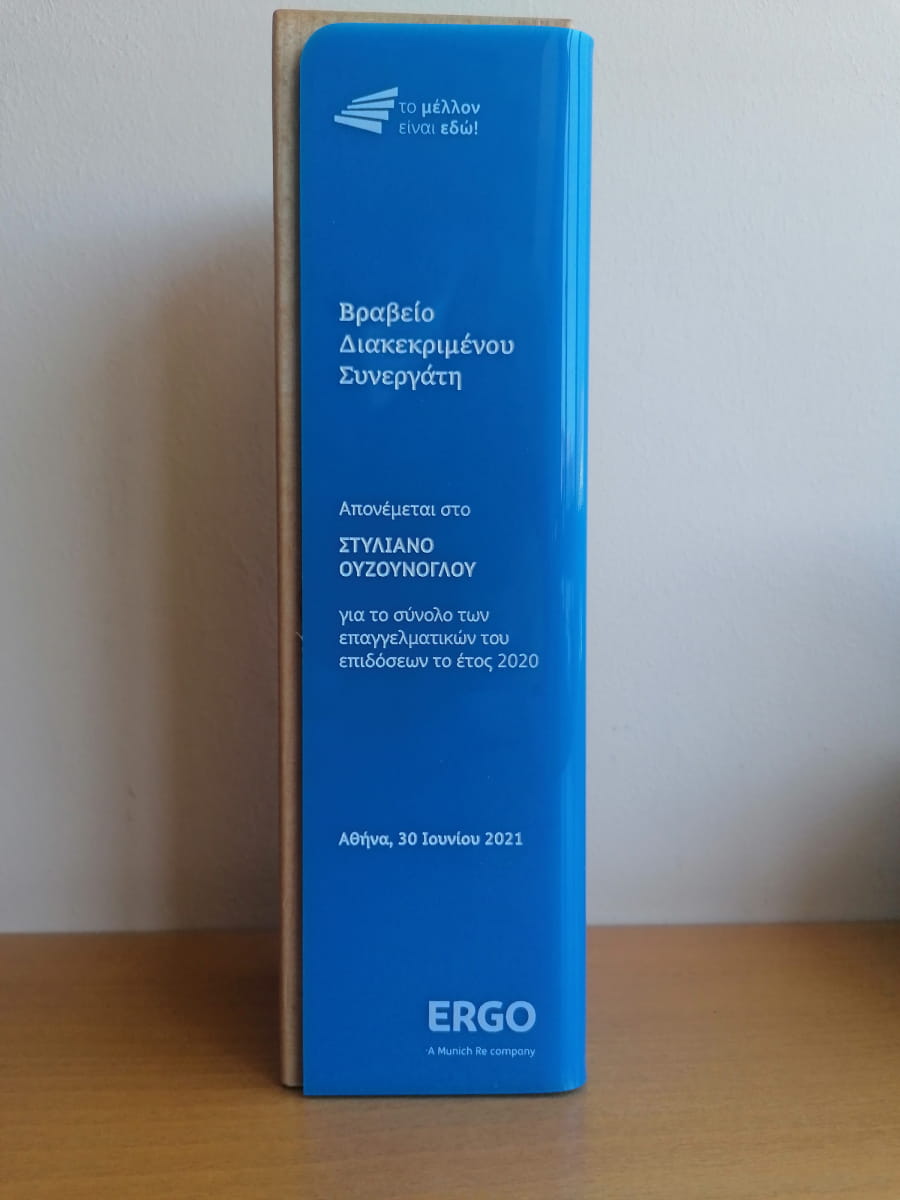 το μέλλον
είναι εδώ!
Βραβείο
Διακεκριμένου
Συνεργάτη
Απονέμεται στο
ΣΤΥΛΙΑΝΟ
ΟΥΖΟΥΝΟΓΛΟΥ
για το σύνολο των
επαγγελματικών του
επιδόσεων το έτος 2020
Αθήνα, 30 Ιουνίου 2021
ERGO
A Munich Re company